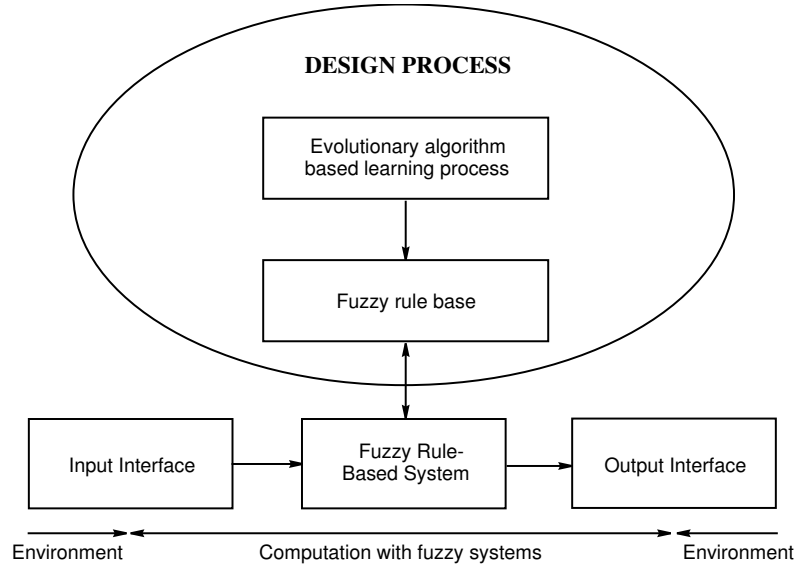 DESIGN PROCESS
Evolutionary algorithm
based learning process
Fuzzy rule base
Input Interface
Fuzzy Rule-
Based System
Output Interface
Environment
Computation with fuzzy systems
Environment